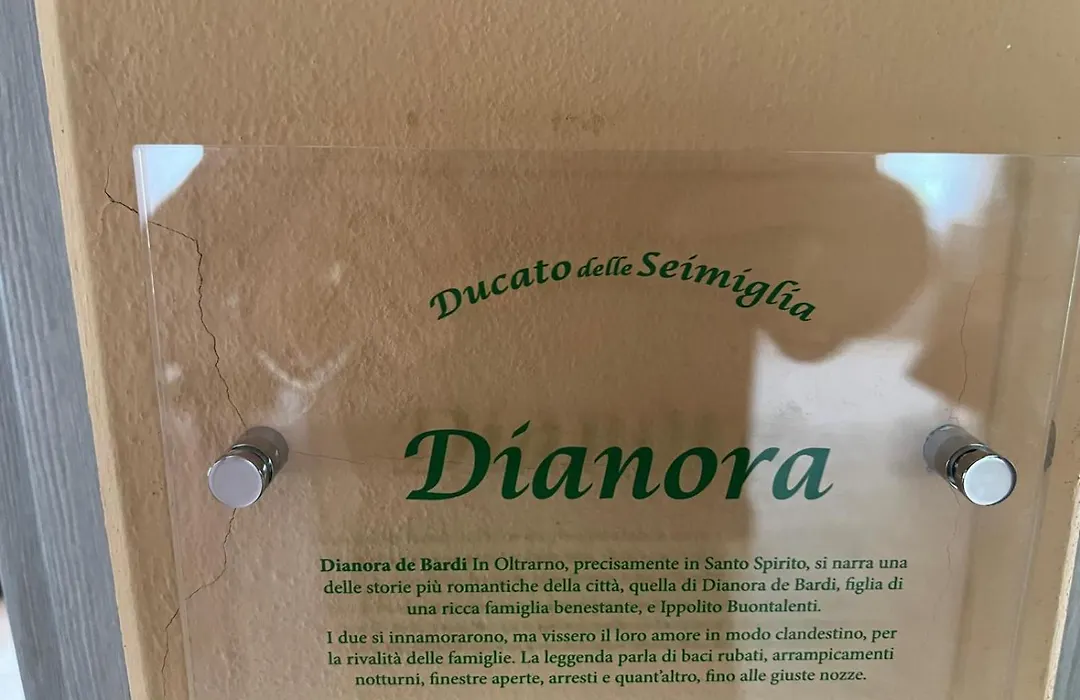 Ducato delle Seimiglia
Dianora
Dianora de Bardi In Oltrarno, precisamente in Santo Spirito, si narra una
delle storie più romantiche della città, quella di Dianora de Bardi, figlia di
una ricca famiglia benestante, e Ippolito Buontalenti.
I due si innamorarono, ma vissero il loro amore in modo clandestino, per
la rivalità delle famiglie. La leggenda parla di baci rubati, arrampicamenti
notturni, finestre aperte, arresti e quant'altro, fino alle giuste nozze.